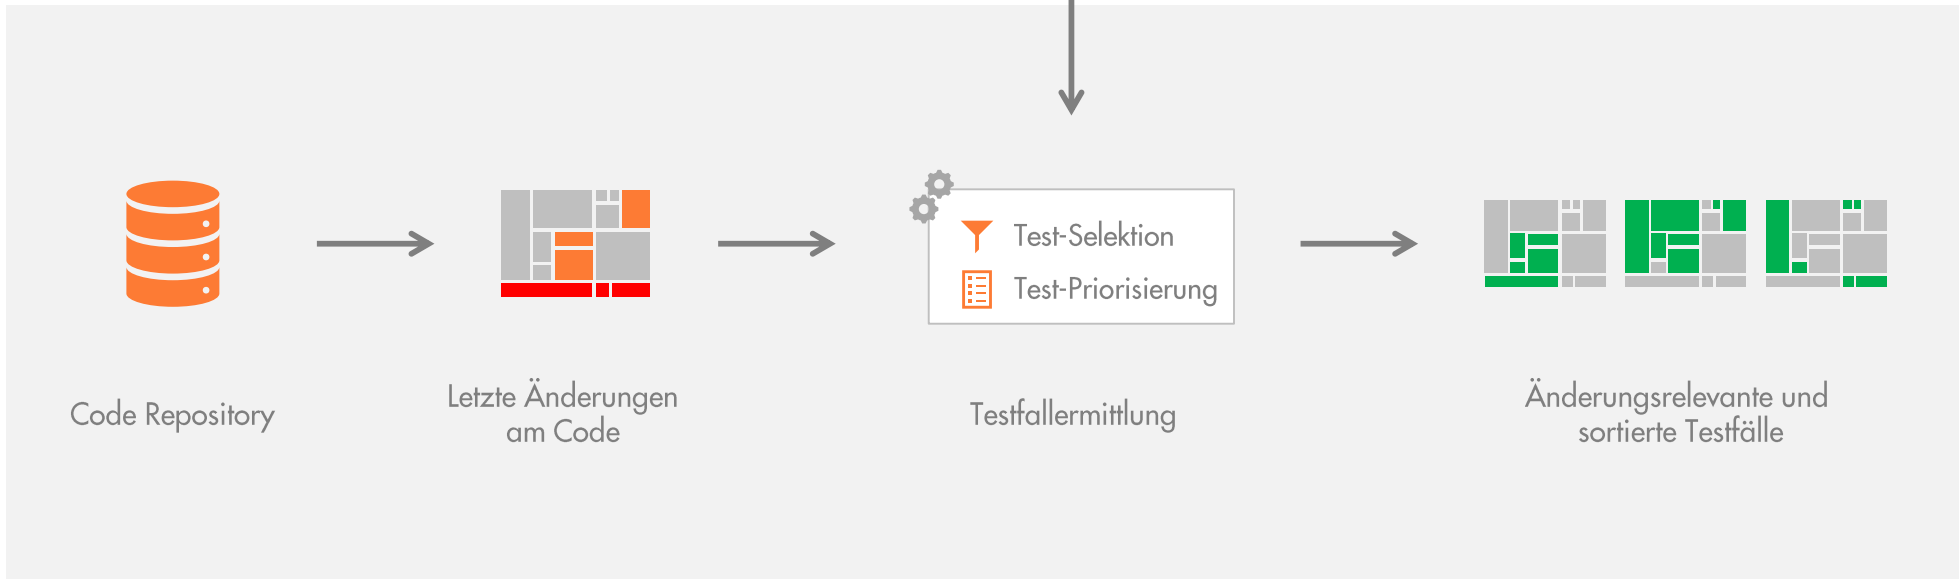 Code Repository
Letzte Änderungen
am Code
Test-Selektion
Test-Priorisierung
Testfallermittlung
Änderungsrelevante und
sortierte Testfälle